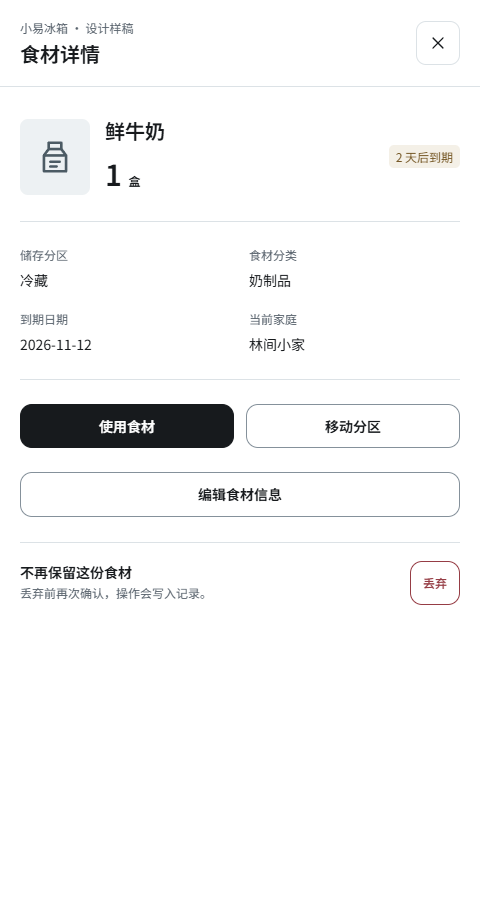 小易冰箱 · 设计样稿
食材详情
鲜牛奶
1 盒
2 天后到期
储存分区
食材分类
冷藏
奶制品
到期日期
当前家庭
2026-11-12
林间小家
使用食材
移动分区
编辑食材信息
不再保留这份食材
丢弃前再次确认，操作会写入记录。
丢弃